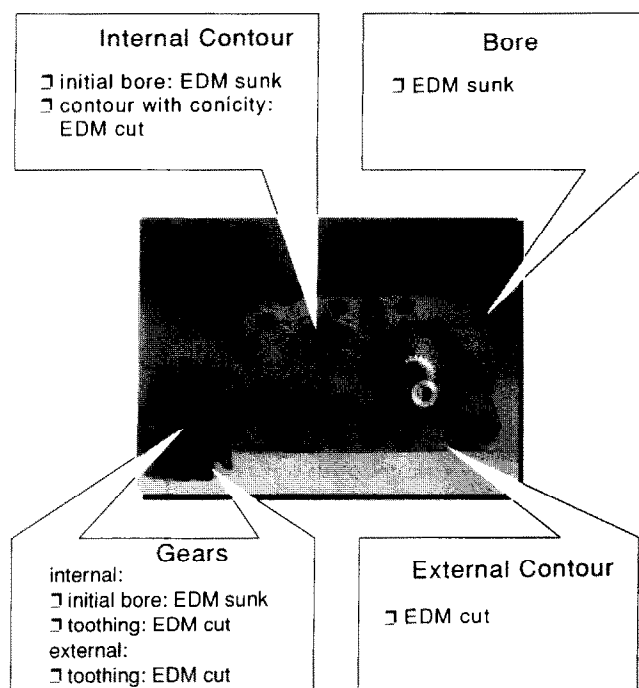 Internal Contour
❐ initial bore: EDM sunk
❐ contour with conicity:
EDM cut
Bore
❐ EDM sunk
Gears
internal:
❐ initial bore: EDM sunk
❐ toothing: EDM cut
external:
❐ toothing: EDM cut
External Contour
❐ EDM cut